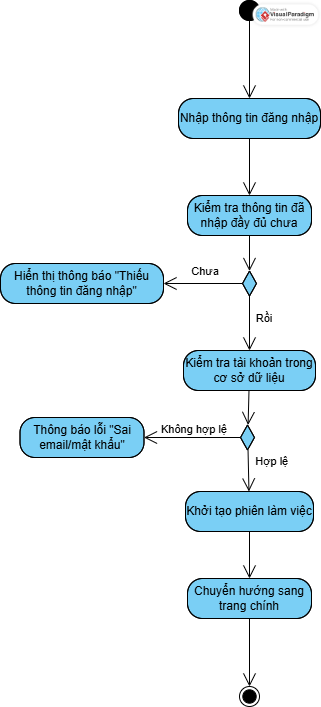 VisualParadigm
Nhập thông tin đăng nhập
Kiểm tra thông tin đã
nhập đầy đủ chưa
Chưa
Hiển thị thông báo "Thiếu
thông tin đăng nhập"
Rồi
Kiểm tra tài khoản trong
cơ sở dữ liệu
Không hợp lệ
Thông báo lỗi "Sai
email/mật khẩu"
Hợp lệ
Khởi tạo phiên làm việc
Chuyển hướng sang
trang chính